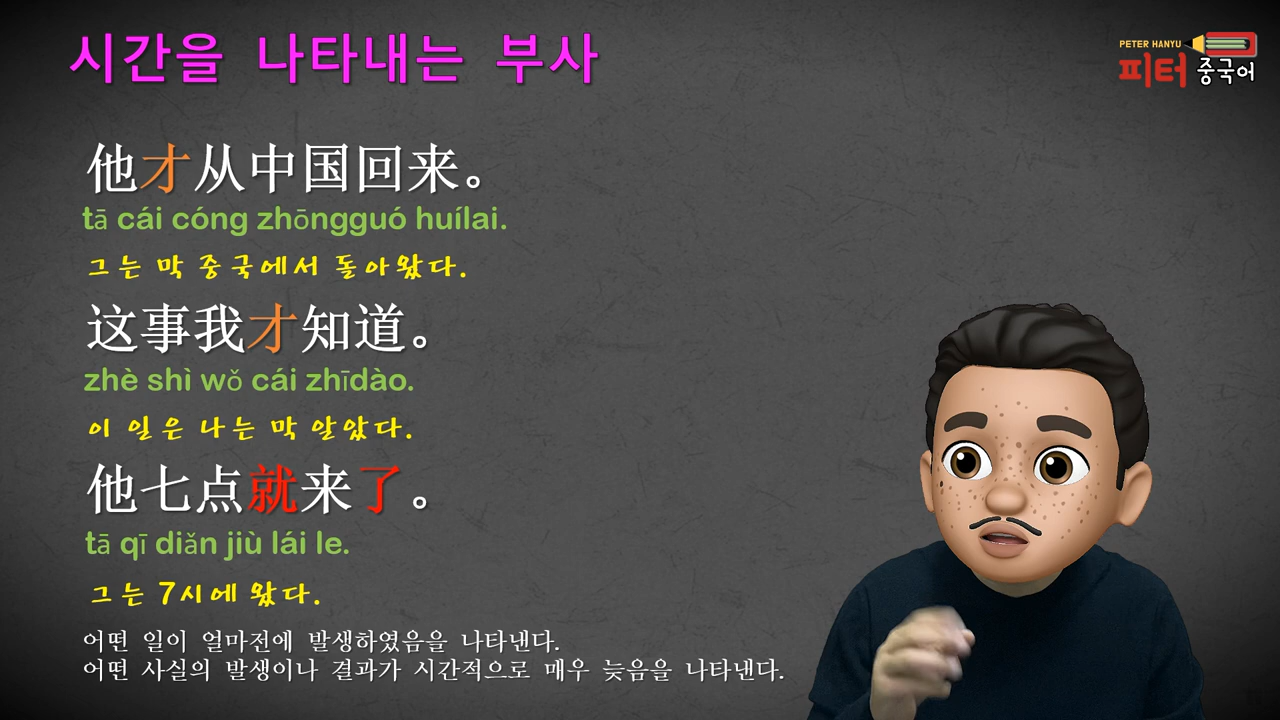 시간을 나타내는 부사
PETER HANYU
피터 중국어
他才从中国回来。
tā cái cóng zhōngguó huílai.
그는 막 중국에서 돌아왔다.
这事我才知道。
zhè shì wǒ cái zhīdào.
이 일은 나는 막 알았다.
他七点就来了。
tā qī diǎn jiù lái le.
그는 7시에 왔다.
어떤 일이 얼마전에 발생하였음을 나타낸다.
어떤 사실의 발생이나 결과가 시간적으로 매우 늦음을 나타낸다.